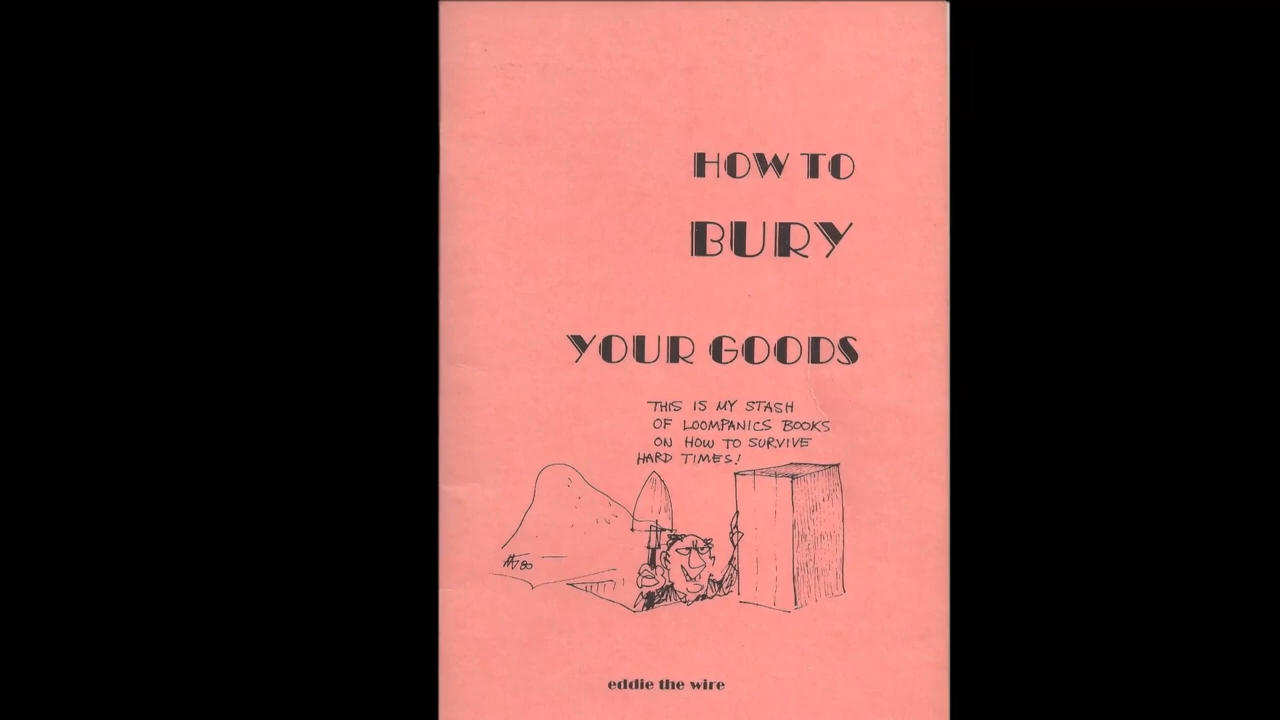 HOW TO
BURY
YOUR GOODS
THIS IS MY STASH
OF LOOMPANICS BOOKS
ON HOW TO SURVIVE
HARD TIMES!
80
eddie the wire